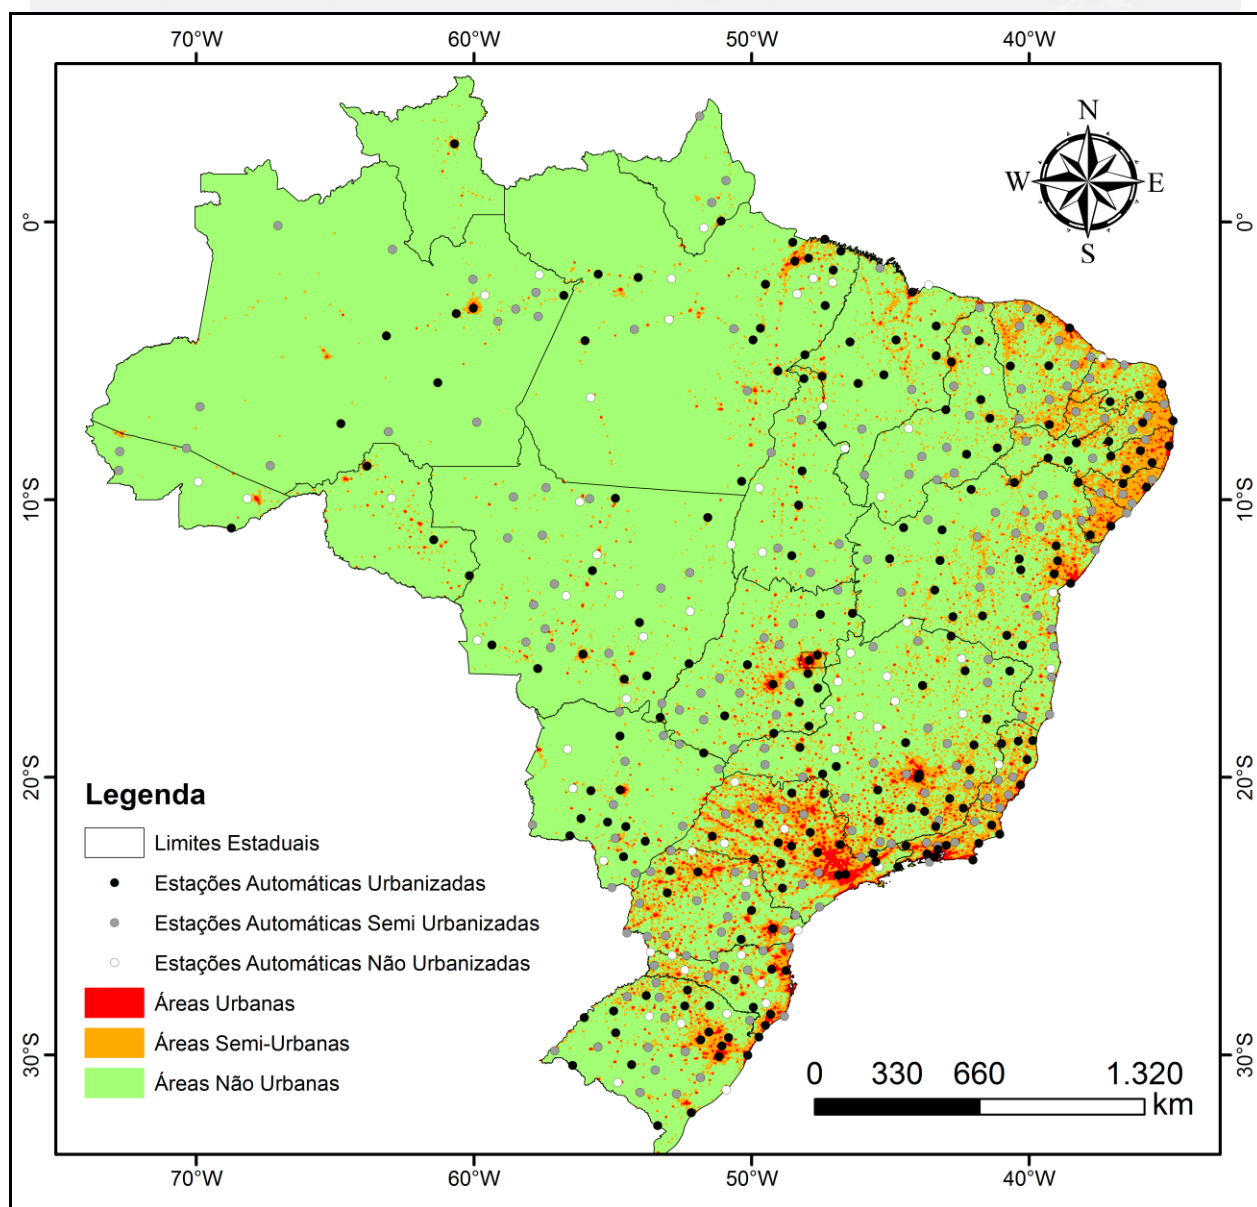 70°W 60°W 50°W 40°W
N
W E
S
0° 0°
10°S 10°S
20°S 20°S
30°S 30°S
Legenda
Limites Estaduais
Estações Automáticas Urbanizadas
Estações Automáticas Semi Urbanizadas
Estações Automáticas Não Urbanizadas
Áreas Urbanas
Áreas Semi-Urbanas
Áreas Não Urbanas
0 330 660 1.320
km
70°W 60°W 50°W 40°W